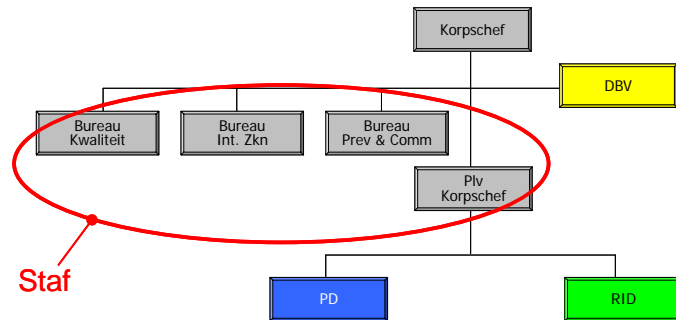 Korpschef
DBV
Bureau
Kwaliteit
Bureau
Int. Zkn
Bureau
Prev & Comm
Plv
Korpschef
Staf
PD
RID